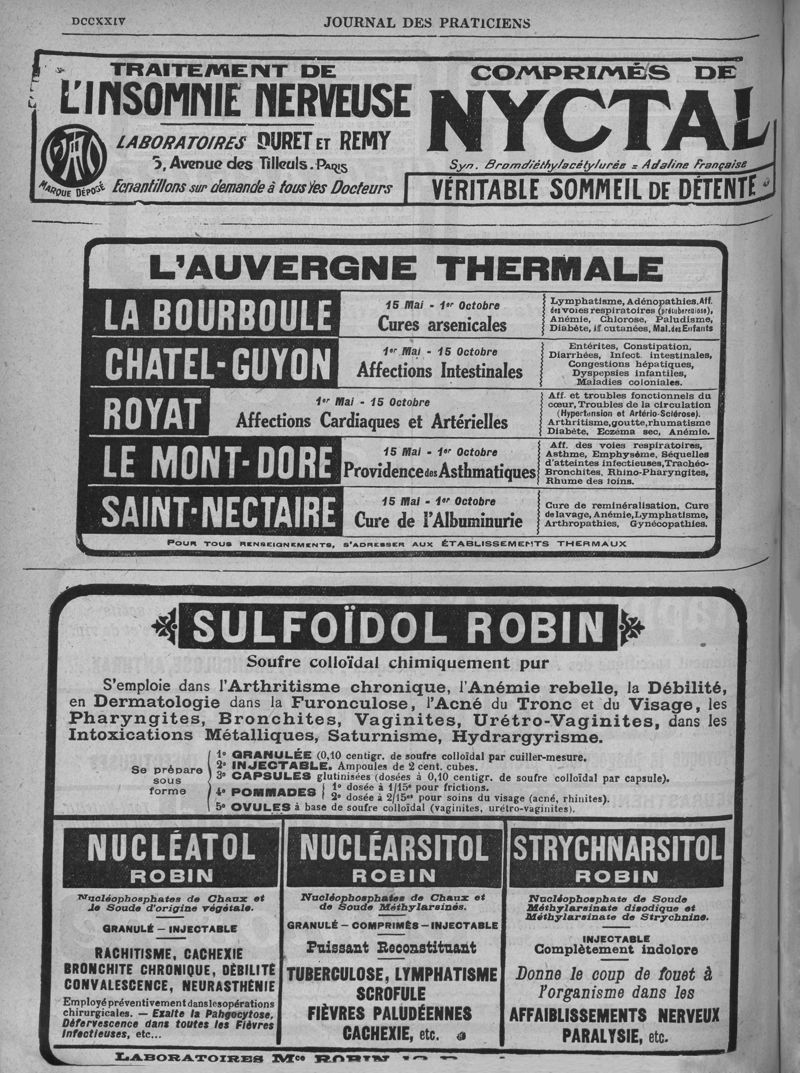 DCCXXIV JOURNAL DES PRATICIENS
TRAITEMENT DE
L'INSOMNIE NERVEUSE
COMPRIMÉS DE
NYCTAL
LABORATOIRES DURET ET REMY
5, Avenue des Tilleuls. PARIS
MARQUE DÉPOSÉ
Echantillons sur demande à tous les Docteurs
Syn. Bromdiéthylacétylurée = Adaline Française
VÉRITABLE SOMMEIL DE DÉTENTE
L'AUVERGNE THERMALE
LA BOURBOULE
15 Mai - 1er Octobre
Cures arsenicales
Lymphatisme, Adénopathies. Aff.
des voies respiratoires (prétuberculose),
Anémie, Chlorose, Paludisme,
Diabète, aff cutanées, Mal. des Enfants
CHATEL-GUYON
1er Mai - 15 Octobre
Affections Intestinales
Entérites, Constipation,
Diarrhées, Infect. intestinales,
Congestions hépatiques,
Dyspepsies infantiles,
Maladies coloniales.
ROYAT
1er Mai - 15 Octobre
Affections Cardiaques et Artérielles
Aff. et troubles fonctionnels du
cœur, Troubles de la circulation
(Hypertension et Artério-Sclérose).
Arthritisme, goutte, rhumatisme
Diabète, Eczema sec, Anémie.
LE MONT-DORE
15 Mai - 1er Octobre
Providence des Asthmatiques
Aff. des voies respiratoires,
Asthme, Emphysème, Séquelles
d'atteintes infectieuses, Trachéo-
Bronchites, Rhino-Pharyngites,
Rhume des foins.
SAINT-NECTAIRE
15 Mai - 1er Octobre
Cure de l'Albuminurie
Cure de reminéralisation, Cure
de lavage, Anémie, Lymphatisme,
Arthropathies, Gynécopathies.
POUR TOUS RENSEIGNEMENTS, S'ADRESSER AUX ÉTABLISSEMENTS THERMAUX
SULFOÏDOL ROBIN
Soufre colloïdal chimiquement pur
S'emploie dans l'Arthritisme chronique, l'Anémie rebelle, la Débilité,
en Dermatologie dans la Furonculose, l'Acné du Tronc et du Visage, les
Pharyngites, Bronchites, Vaginites, Urétro-Vaginites, dans les
Intoxications Métalliques, Saturnisme, Hydrargyrisme.
Se prépare
sous
forme
1º GRANULÉE (0,10 centigr. de soufre colloïdal par cuiller-mesure.
2º INJECTABLE. Ampoules de 2 cent. cubes.
3º CAPSULES glutinisées (dosées à 0,10 centigr. de soufre colloïdal par capsule).
4º POMMADES
1º dosée à 1/15e pour frictions.
2º dosée à 2/15es pour soins du visage (acné, rhinites).
5º OVULES à base de soufre colloïdal (vaginites, urétro-vaginites).
NUCLÉATOL
ROBIN
Nucléophosphates de Chaux et
de Soude d'origine végétale.
GRANULÉ - INJECTABLE
RACHITISME, CACHEXIE
BRONCHITE CHRONIQUE, DÉBILITÉ
CONVALESCENCE, NEURASTHÉNIE
Employé préventivement dans les opérations
chirurgicales. — Exalte la Pahgocytose,
Défervescence dans toutes les Fièvres
Infectieuses, etc...
NUCLÉARSITOL
ROBIN
Nucléophosphates de Chaux et
de Soude Méthylarsinés.
GRANULÉ - COMPRIMÉS - INJECTABLE
Puissant Reconstituant
TUBERCULOSE, LYMPHATISME
SCROFULE
FIÈVRES PALUDÉENNES
CACHEXIE, etc.
STRYCHNARSITOL
ROBIN
Nucléophosphate de Soude
Méthylarsinate disodique et
Méthylarsinate de Strychnine.
INJECTABLE
Complètement indolore
Donne le coup de fouet à
l'organisme dans les
AFFAIBLISSEMENTS NERVEUX
PARALYSIE, etc.
LABORATOIRES Mce ROBIN